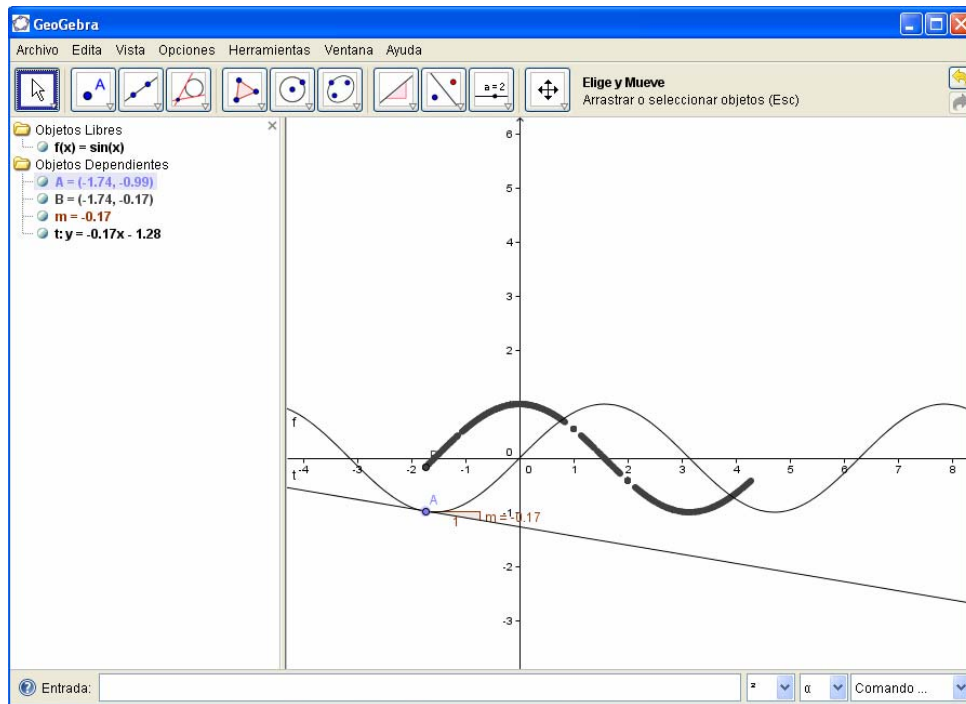 GeoGebra
Archivo Edita Vista Opciones Herramientas Ventana Ayuda
A
a=2
Elige y Mueve
Arrastrar o seleccionar objetos (Esc)
Objetos Libres
f(x) = sin(x)
Objetos Dependientes
A = (-1.74, -0.99)
B = (-1.74, -0.17)
m = -0.17
t: y = -0.17x - 1.28
6
5
4
3
2
1
f
B
0
t
-4 -3 -2 -1 0 1 2 3 4 5 6 7 8
A
-1
1
m = -0.17
-2
-3
Entrada:
² α Comando ...